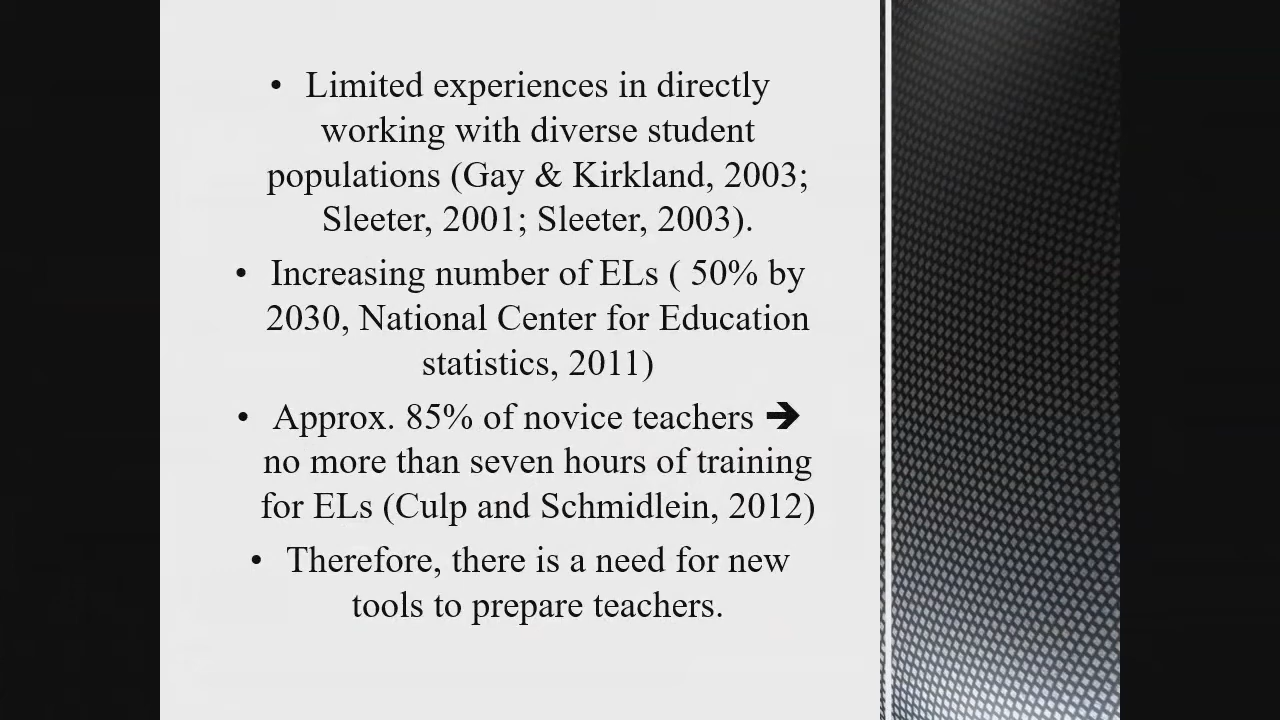 • Limited experiences in directly
working with diverse student
populations (Gay & Kirkland, 2003;
Sleeter, 2001; Sleeter, 2003).
• Increasing number of ELs ( 50% by
2030, National Center for Education
statistics, 2011)
• Approx. 85% of novice teachers ➔
no more than seven hours of training
for ELs (Culp and Schmidlein, 2012)
• Therefore, there is a need for new
tools to prepare teachers.